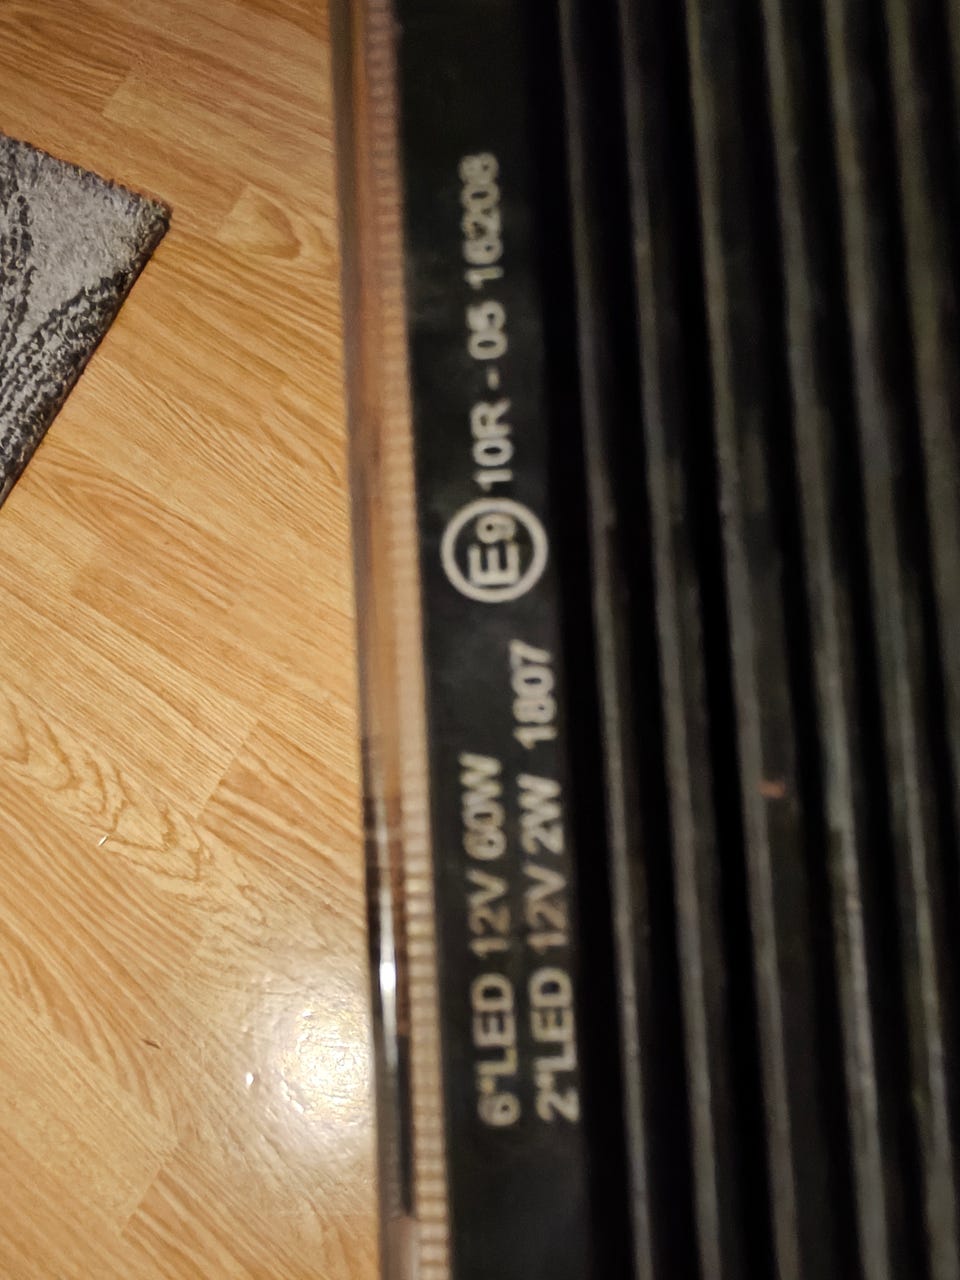 6*LED 12V 60W
2*LED 12V 2W 1807
E9 10R - 05 16208